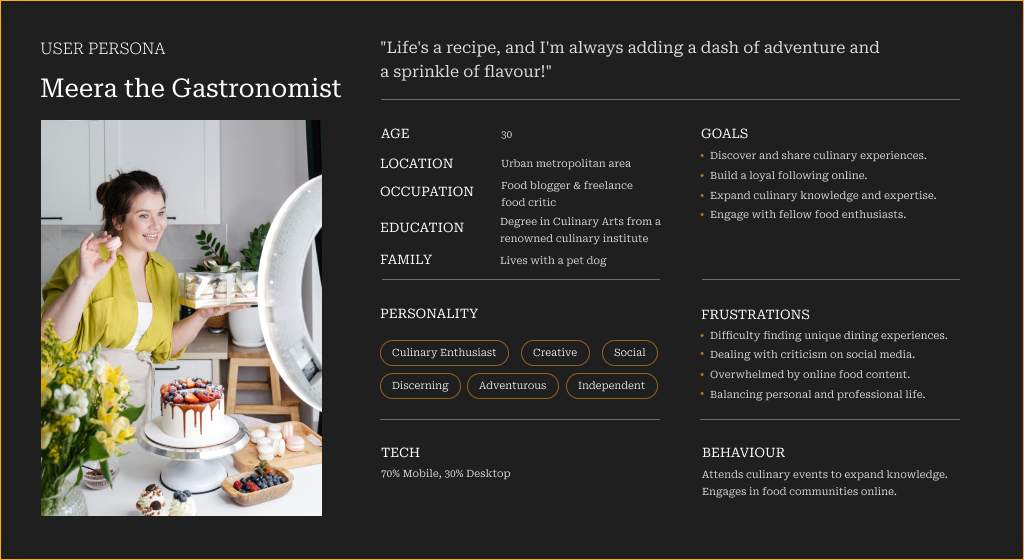 USER PERSONA
Meera the Gastronomist
"Life's a recipe, and I'm always adding a dash of adventure and
a sprinkle of flavour!"
AGE 30
LOCATION Urban metropolitan area
OCCUPATION Food blogger & freelance
food critic
EDUCATION Degree in Culinary Arts from a
renowned culinary institute
FAMILY Lives with a pet dog
GOALS
• Discover and share culinary experiences.
• Build a loyal following online.
• Expand culinary knowledge and expertise.
• Engage with fellow food enthusiasts.
PERSONALITY
Culinary Enthusiast Creative Social
Discerning Adventurous Independent
FRUSTRATIONS
• Difficulty finding unique dining experiences.
• Dealing with criticism on social media.
• Overwhelmed by online food content.
• Balancing personal and professional life.
TECH
70% Mobile, 30% Desktop
BEHAVIOUR
Attends culinary events to expand knowledge.
Engages in food communities online.